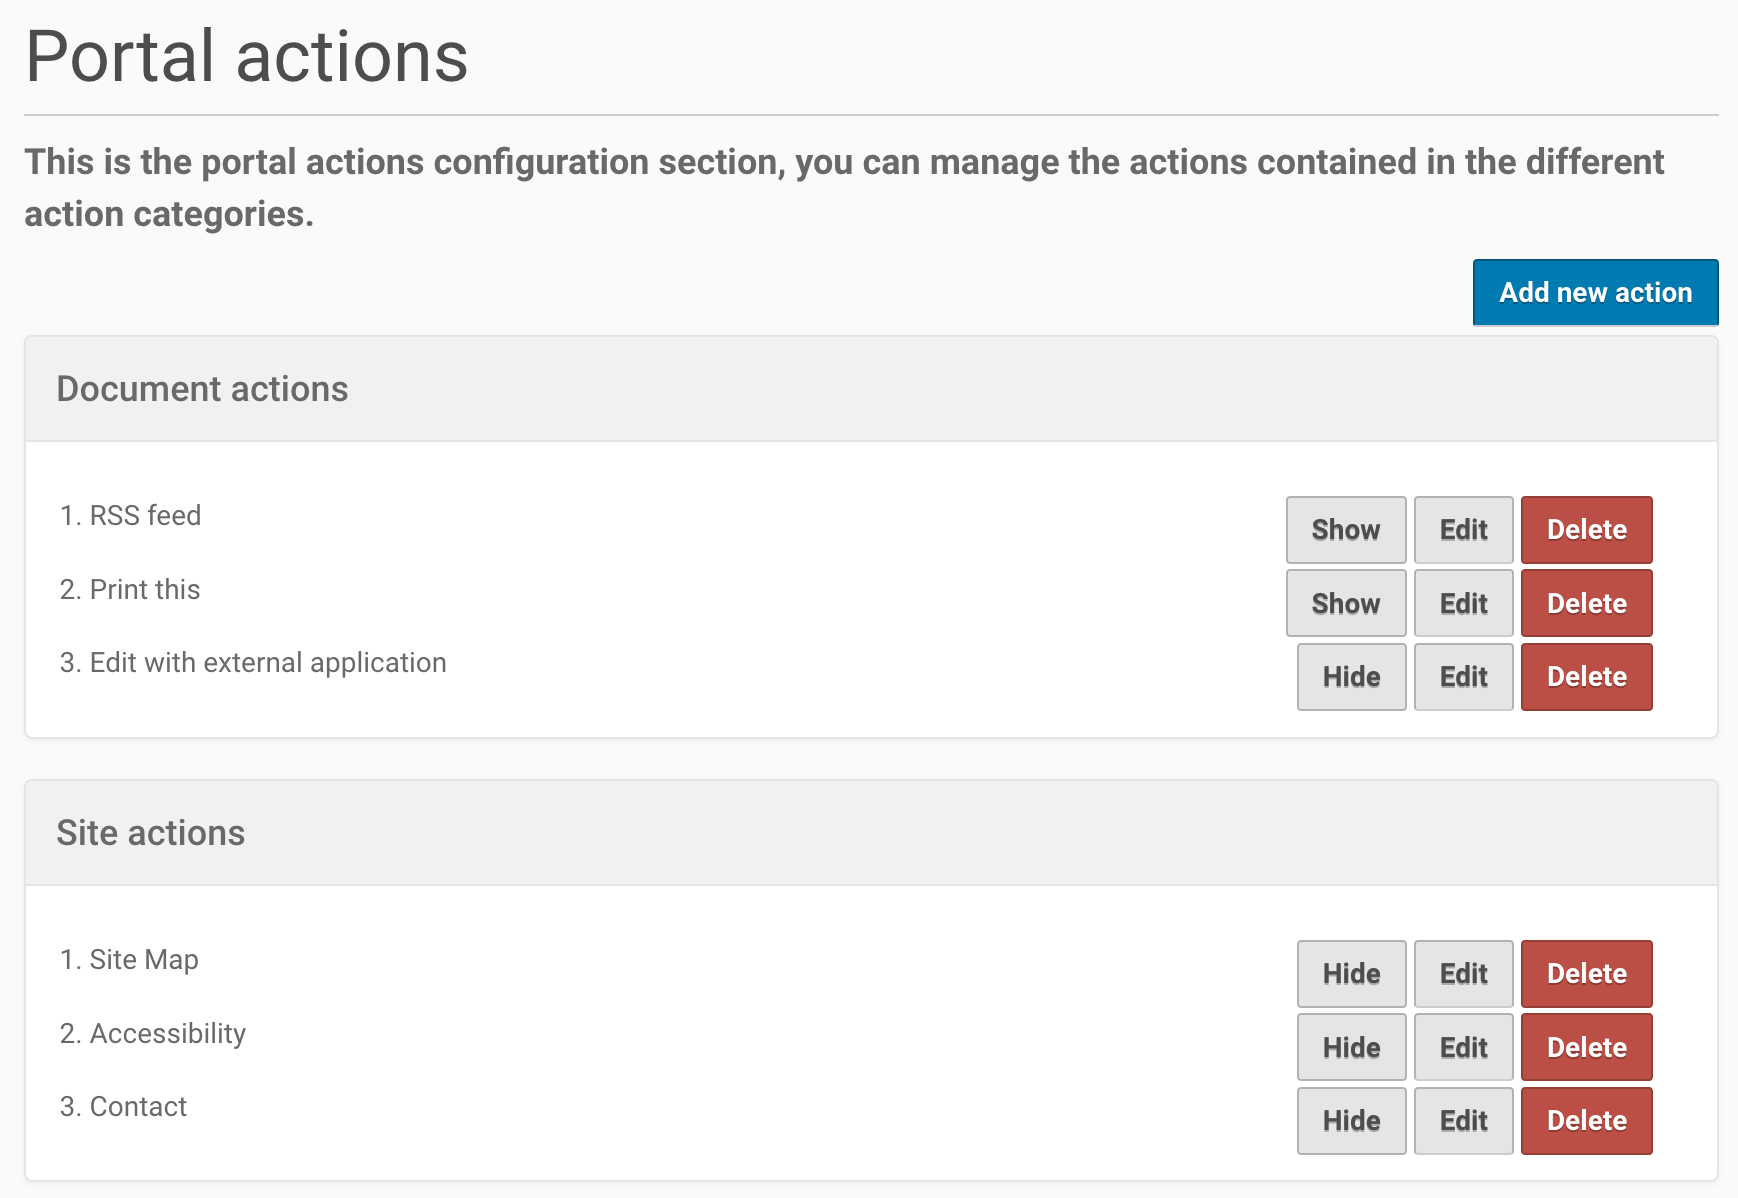 Portal actions
This is the portal actions configuration section, you can manage the actions contained in the different
action categories.
Add new action
Document actions
1. RSS feed Show Edit Delete
2. Print this Show Edit Delete
3. Edit with external application Hide Edit Delete
Site actions
1. Site Map Hide Edit Delete
2. Accessibility Hide Edit Delete
3. Contact Hide Edit Delete